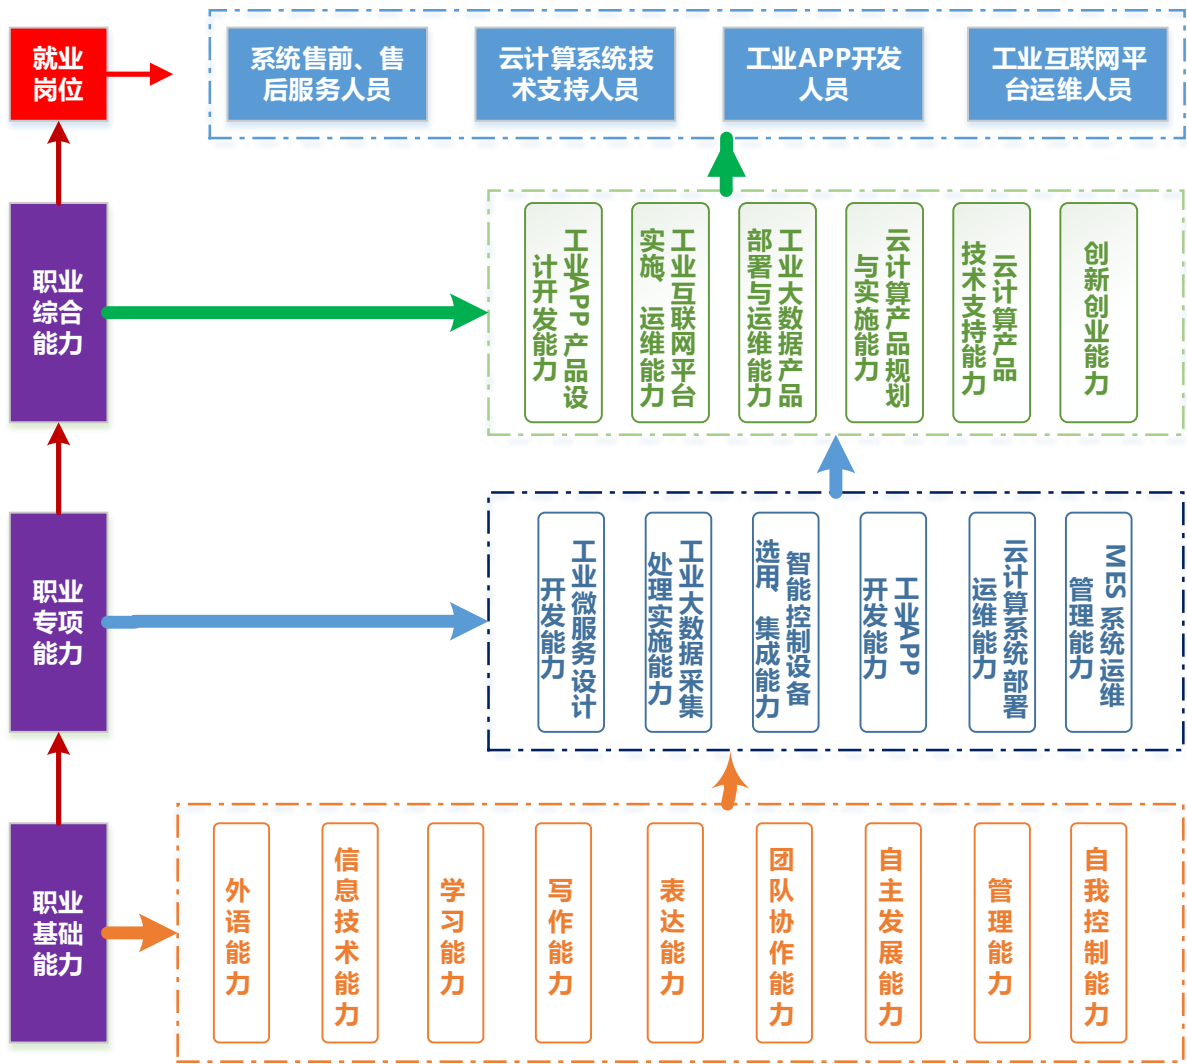 就业
岗位
系统售前、售
后服务人员
云计算系统技
术支持人员
工业APP开发
人员
工业互联网平
台运维人员
职业
综合
能力
工业APP产品设
计开发能力
工业互联网平台
实施、运维能力
工业大数据产品
部署与运维能力
云计算产品规划
与实施能力
云计算产品
技术支持能力
创新创业能力
职业
专项
能力
工业微服务设计
开发能力
工业大数据采集
处理实施能力
智能控制设备
选用、集成能力
工业APP
开发能力
云计算系统部署
运维能力
MES系统运维
管理能力
职业
基础
能力
外语能力
信息技术能力
学习能力
写作能力
表达能力
团队协作能力
自主发展能力
管理能力
自我控制能力